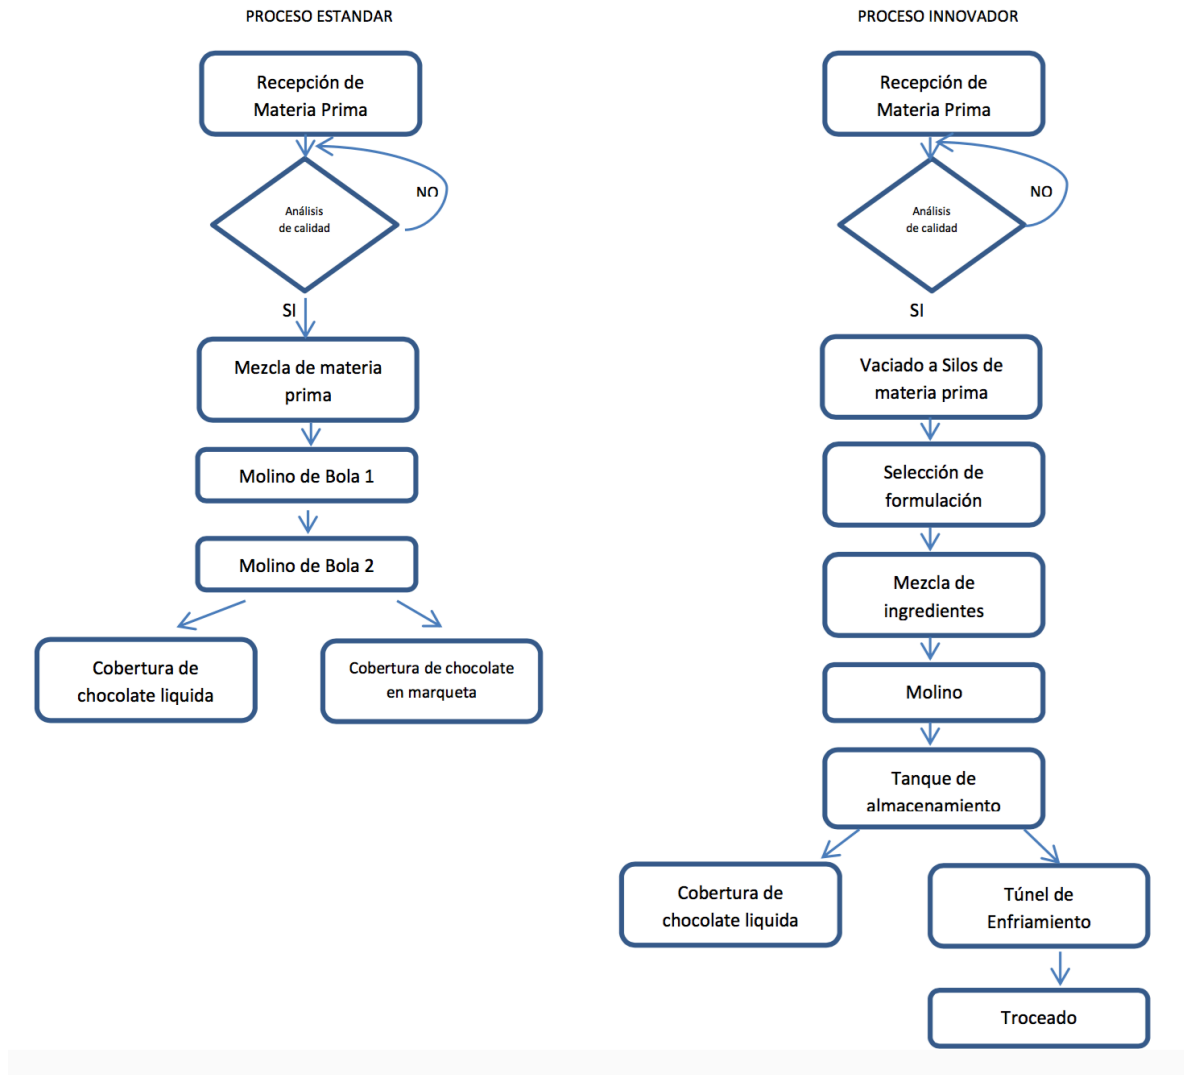 PROCESO ESTANDAR
Recepción de
Materia Prima
NO
Análisis
de calidad
SI
Mezcla de materia
prima
Molino de Bola 1
Molino de Bola 2
Cobertura de
chocolate liquida
Cobertura de chocolate
en marqueta
PROCESO INNOVADOR
Recepción de
Materia Prima
NO
Análisis
de calidad
SI
Vaciado a Silos de
materia prima
Selección de
formulación
Mezcla de
ingredientes
Molino
Tanque de
almacenamiento
Cobertura de
chocolate liquida
Túnel de
Enfriamiento
Troceado